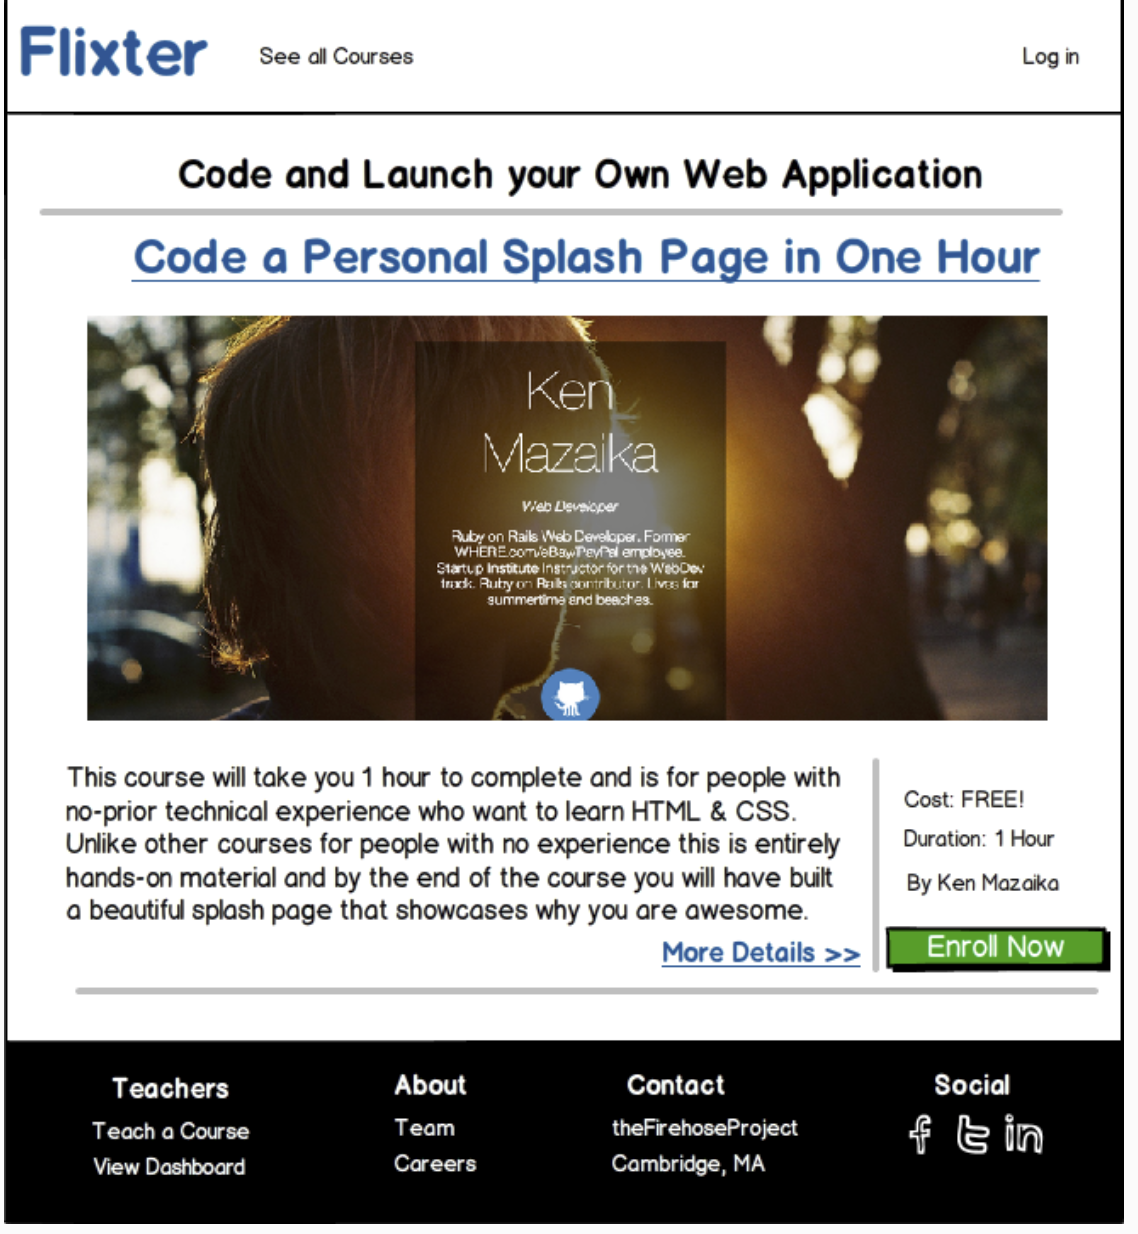 Flixter
See all Courses
Log in
Code and Launch your Own Web Application
Code a Personal Splash Page in One Hour
Ken
Mazaika
Web Developer
Ruby on Rails Web Developer. Former
WHERE.com/eBay/PayPal employee.
Startup Institute Instructor for the WebDev
track. Ruby on Rails contributor. Lives for
summertime and beaches.
This course will take you 1 hour to complete and is for people with
no-prior technical experience who want to learn HTML & CSS.
Unlike other courses for people with no experience this is entirely
hands-on material and by the end of the course you will have built
a beautiful splash page that showcases why you are awesome.
More Details >>
Cost: FREE!
Duration: 1 Hour
By Ken Mazaika
Enroll Now
Teachers
Teach a Course
View Dashboard
About
Team
Careers
Contact
theFirehoseProject
Cambridge, MA
Social
f t in